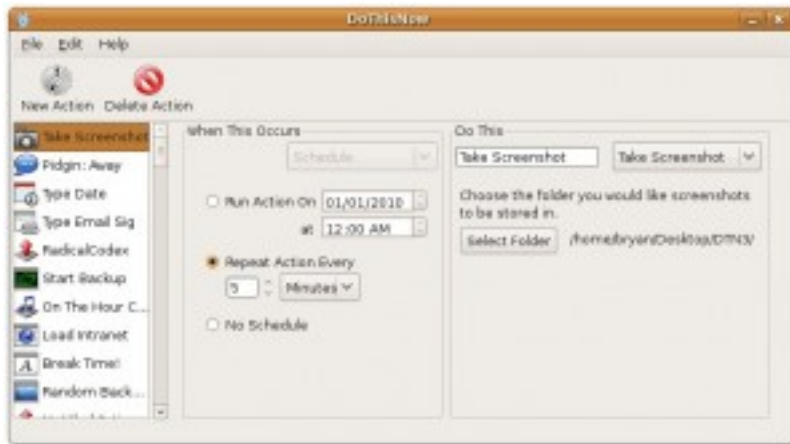 DoThisNow
File Edit Help
New Action Delete Action
Take Screenshot
Pidgin: Away
Type Date
Type Email Sig
RadicalCodex
Start Backup
On The Hour C...
Load Intranet
Break Time!
Random Back...
When This Occurs
Schedule
Run Action On 01/01/2010
at 12:00 AM
Repeat Action Every
5 Minutes
No Schedule
Do This
Take Screenshot Take Screenshot
Choose the folder you would like screenshots
to be stored in.
Select Folder /home/bryan/Desktop/DTN3/